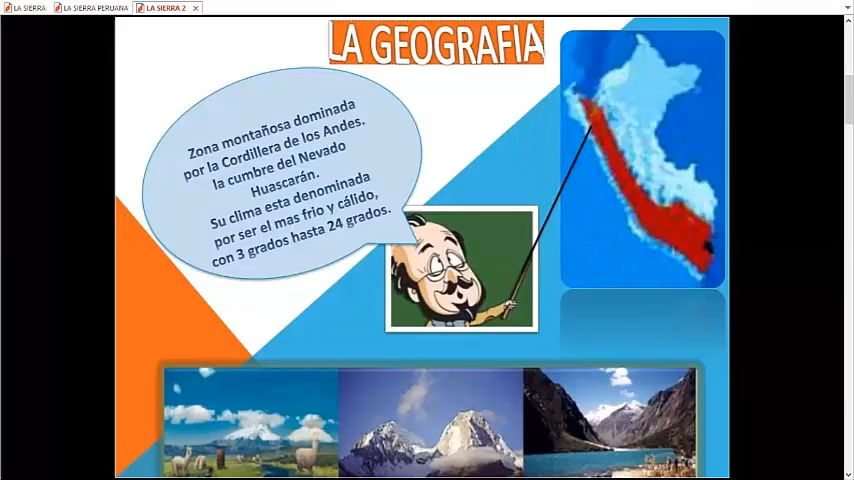 LA SIERRA
LA SIERRA PERUANA
LA SIERRA 2
LA GEOGRAFIA
Zona montañosa dominada
por la Cordillera de los Andes.
la cumbre del Nevado
Huascarán.
Su clima esta denominada
por ser el mas frio y cálido,
con 3 grados hasta 24 grados.